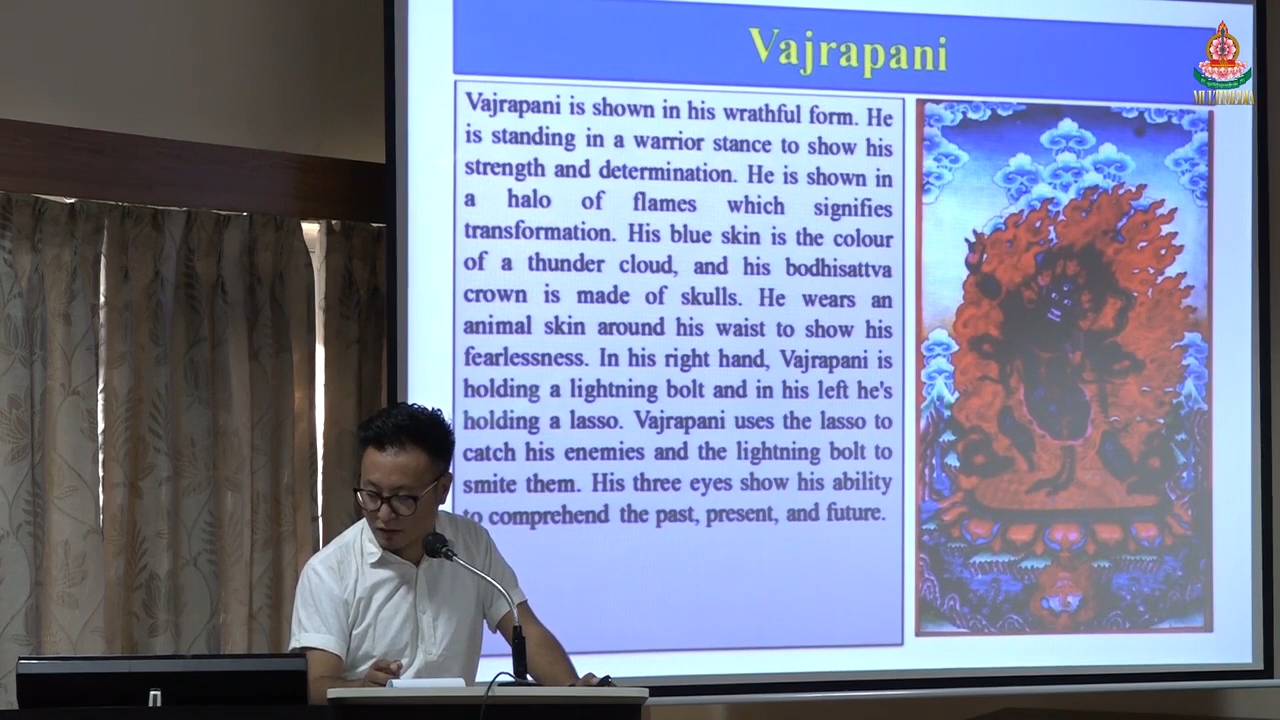 Vajrapani
MULTIMEDIA
Vajrapani is shown in his wrathful form. He
is standing in a warrior stance to show his
strength and determination. He is shown in
a halo of flames which signifies
transformation. His blue skin is the colour
of a thunder cloud, and his bodhisattva
crown is made of skulls. He wears an
animal skin around his waist to show his
fearlessness. In his right hand, Vajrapani is
holding a lightning bolt and in his left he's
holding a lasso. Vajrapani uses the lasso to
catch his enemies and the lightning bolt to
smite them. His three eyes show his ability
to comprehend the past, present, and future.